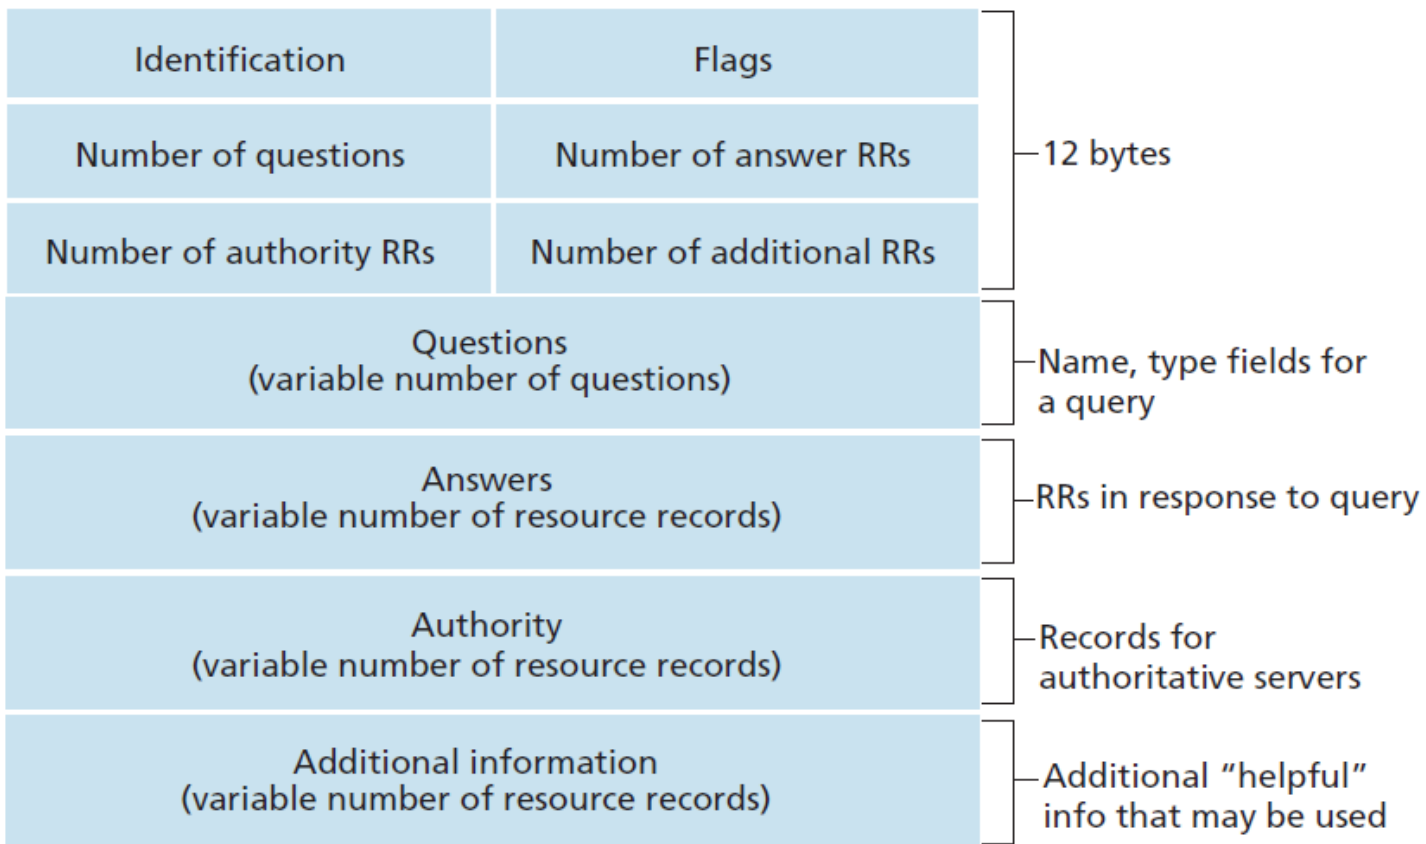 Identification
Flags
Number of questions
Number of answer RRs
12 bytes
Number of authority RRs
Number of additional RRs
Questions
(variable number of questions)
Name, type fields for
a query
Answers
(variable number of resource records)
RRs in response to query
Authority
(variable number of resource records)
Records for
authoritative servers
Additional information
(variable number of resource records)
Additional “helpful”
info that may be used